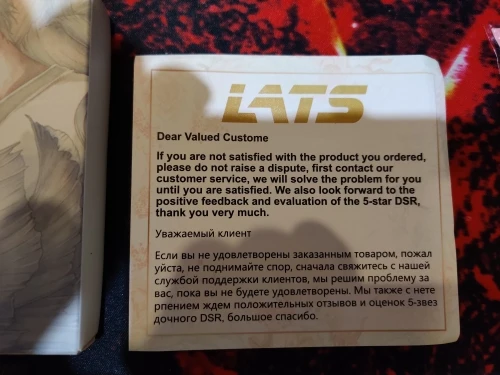 LATS
Dear Valued Custome
If you are not satisfied with the product you ordered,
please do not raise a dispute, first contact our
customer service, we will solve the problem for you
until you are satisfied. We also look forward to the
positive feedback and evaluation of the 5-star DSR,
thank you very much.
Уважаемый клиент
Если вы не удовлетворены заказанным товаром, пожал
уйста, не поднимайте спор, сначала свяжитесь с нашей
службой поддержки клиентов, мы решим проблему за
вас, пока вы не будете удовлетворены. Мы также с нете
рпением ждем положительных отзывов и оценок 5-звез
дочного DSR, большое спасибо.